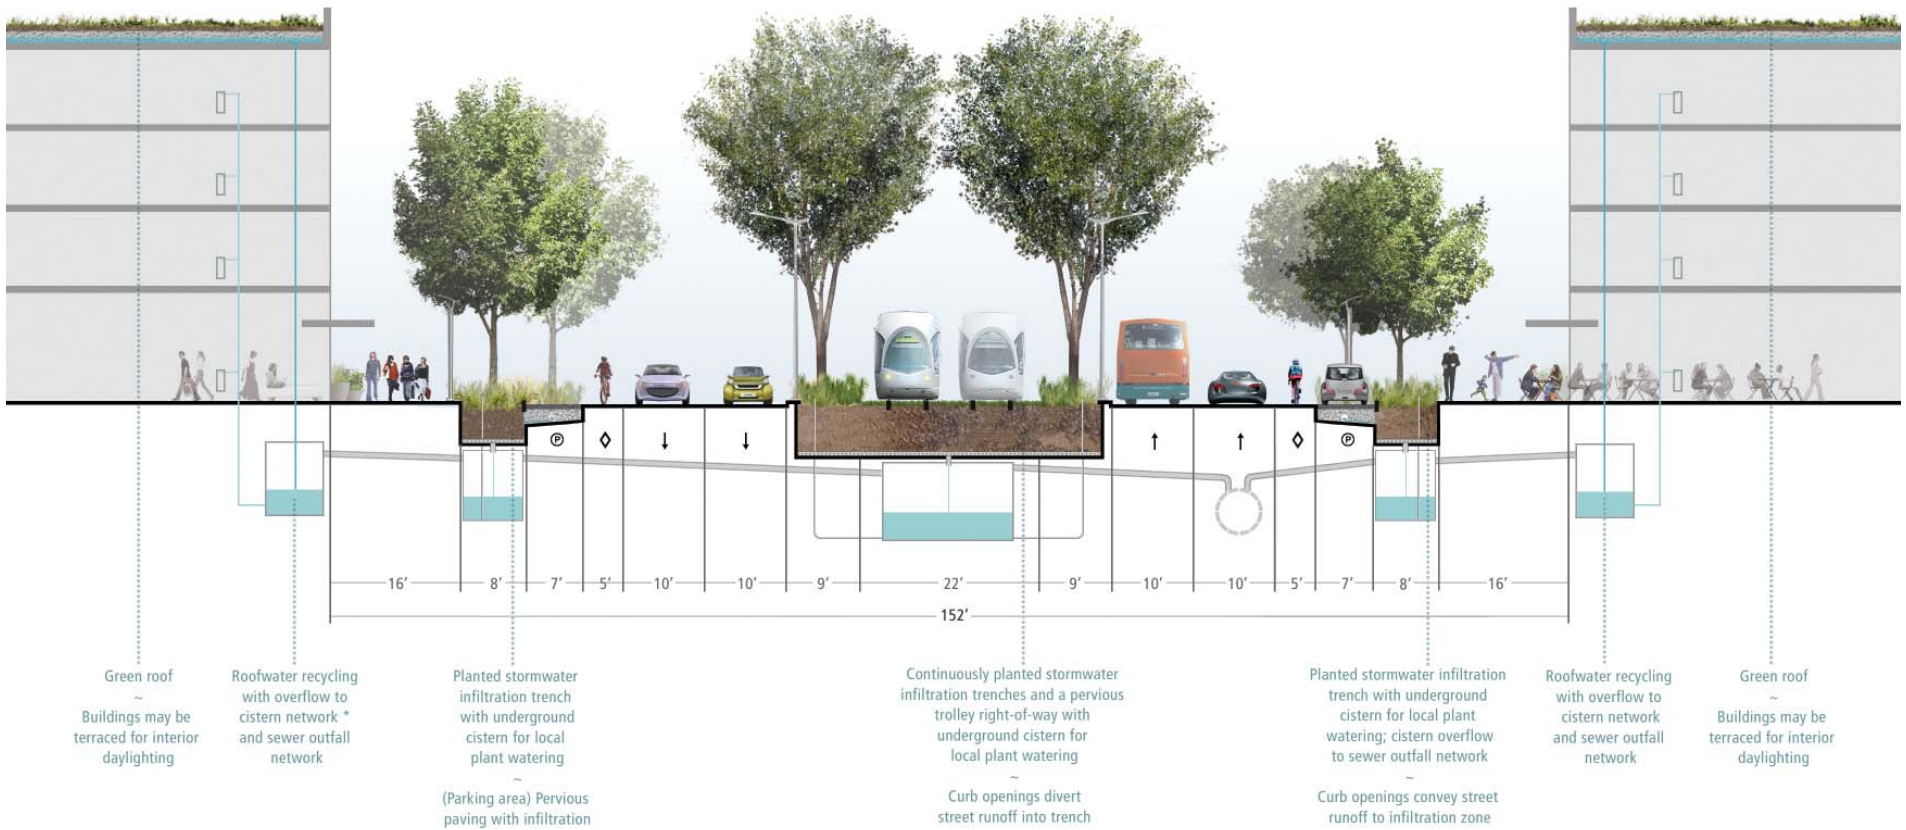 P
P
16'
8'
7'
5'
10'
10'
9'
22'
9'
10'
10'
5'
7'
8'
16'
152'
Green roof
~
Buildings may be
terraced for interior
daylighting
Roofwater recycling
with overflow to
cistern network *
and sewer outfall
network
Planted stormwater
infiltration trench
with underground
cistern for local
plant watering
~
(Parking area) Pervious
paving with infiltration
Continuously planted stormwater
infiltration trenches and a pervious
trolley right-of-way with
underground cistern for
local plant watering
~
Curb openings divert
street runoff into trench
Planted stormwater infiltration
trench with underground
cistern for local plant
watering; cistern overflow
to sewer outfall network
~
Curb openings convey street
runoff to infiltration zone
Roofwater recycling
with overflow to
cistern network
and sewer outfall
network
Green roof
~
Buildings may be
terraced for interior
daylighting